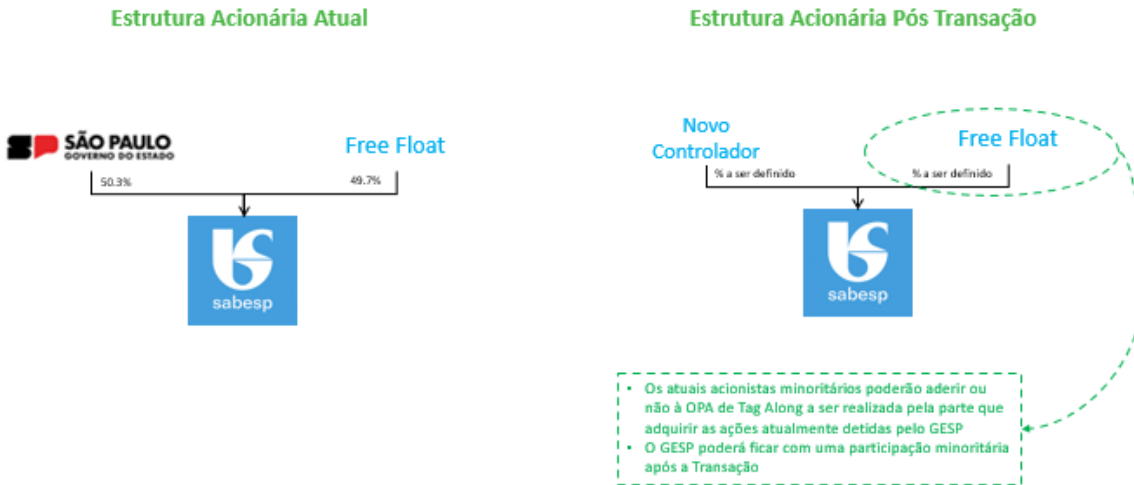 Estrutura Acionária Atual
Estrutura Acionária Pós Transação
SÃO PAULO
GOVERNO DO ESTADO
Free Float
50.3%
49.7%
sabesp
Novo
Controlador
Free Float
% a ser definido
% a ser definido
sabesp
▪ Os atuais acionistas minoritários poderão aderir ou
não à OPA de Tag Along a ser realizada pela parte que
adquirir as ações atualmente detidas pelo GESP
▪ O GESP poderá ficar com uma participação minoritária
após a Transação